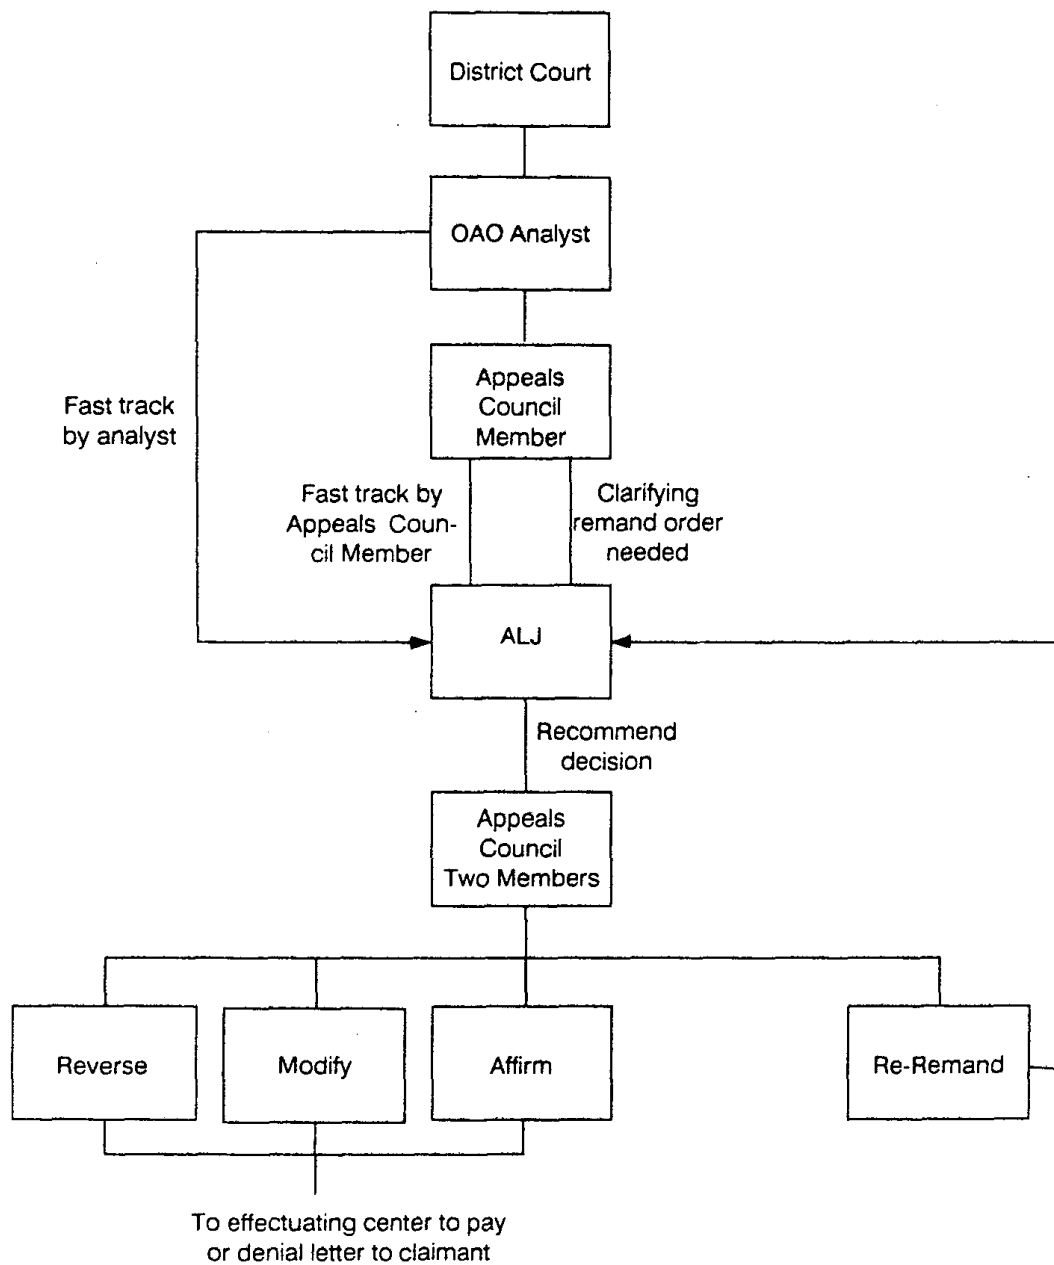 District Court
OAO Analyst
Appeals
Council
Member
Fast track
by analyst
Fast track by
Appeals Coun-
cil Member
Clarifying
remand order
needed
ALJ
Recommend
decision
Appeals
Council
Two Members
Reverse
Modify
Affirm
Re-Remand
To effectuating center to pay
or denial letter to claimant